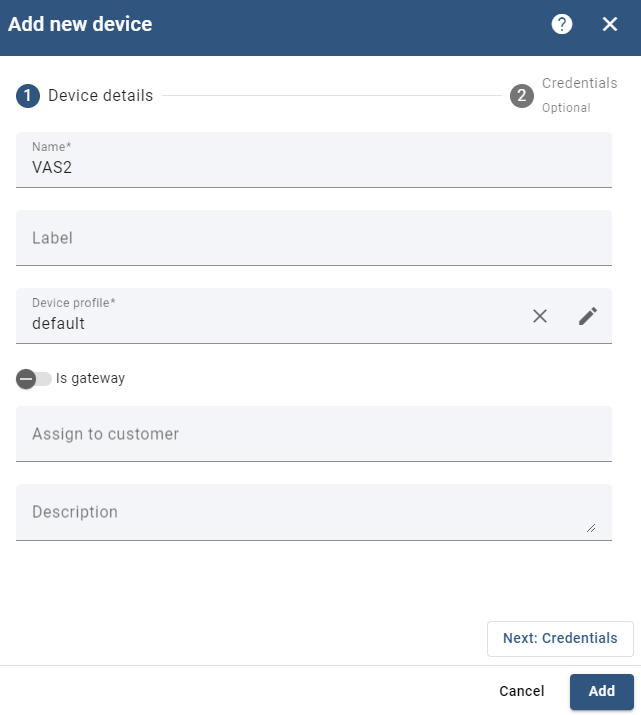 Add new device
?
1 Device details
2 Credentials
Optional
Name*
VAS2
Label
Device profile*
default
Is gateway
Assign to customer
Description
Next: Credentials
Cancel Add